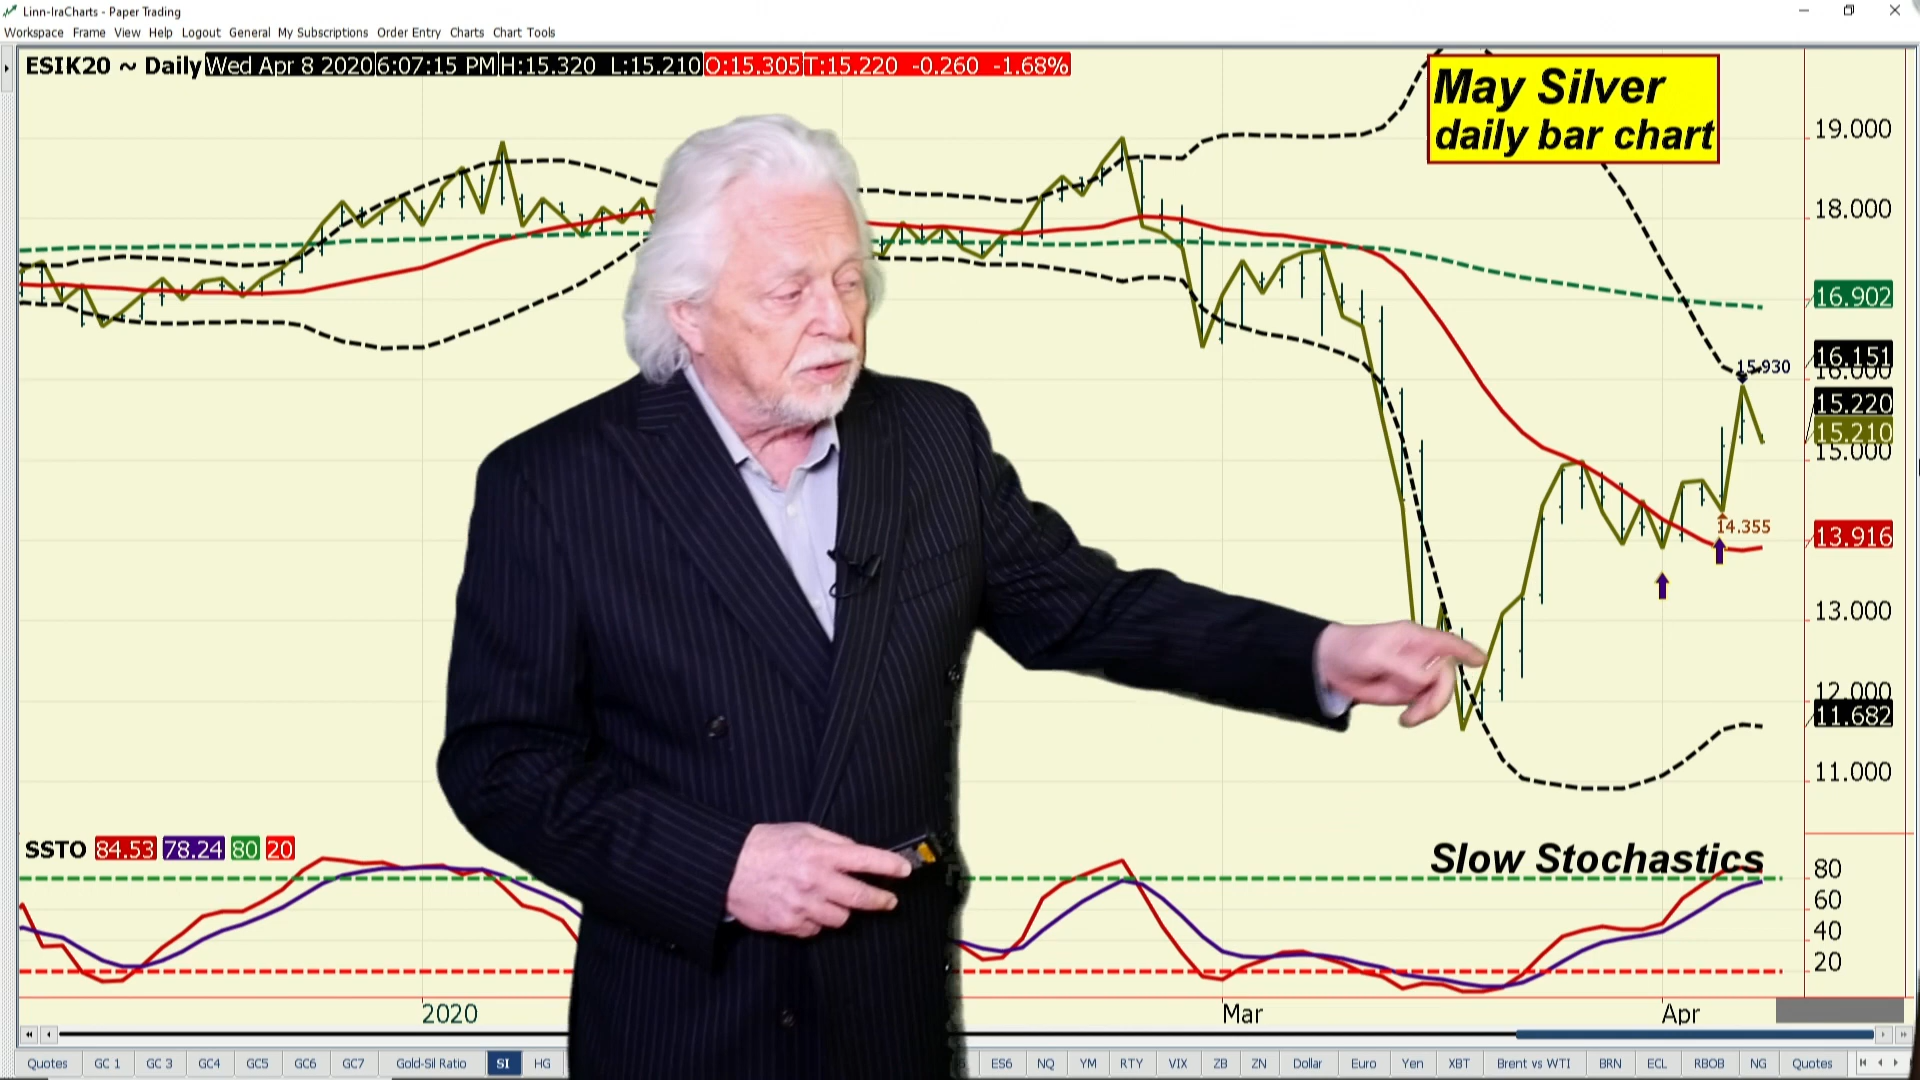 Linn-IraCharts - Paper Trading
Workspace Frame View Help Logout General My Subscriptions Order Entry Charts Chart Tools
ESIK20 ~ Daily Wed Apr 8 2020 6:07:15 PM H:15.320 L:15.210 O:15.305 T:15.220 -0.260 -1.68%
May Silver
daily bar chart
19.000
18.000
16.902
16.151
16.000
15.930
15.220
15.210
15.000
14.355
13.916
13.000
12.000
11.682
11.000
SSTO 84.53 78.24 80 20
Slow Stochastics
80
60
40
20
2020 Mar Apr
Quotes GC 1 GC 3 GC4 GC5 GC6 GC7 Gold-Sil Ratio SI HG ES6 NQ YM RTY VIX ZB ZN Dollar Euro Yen XBT Brent vs WTI BRN ECL RBOB NG Quotes